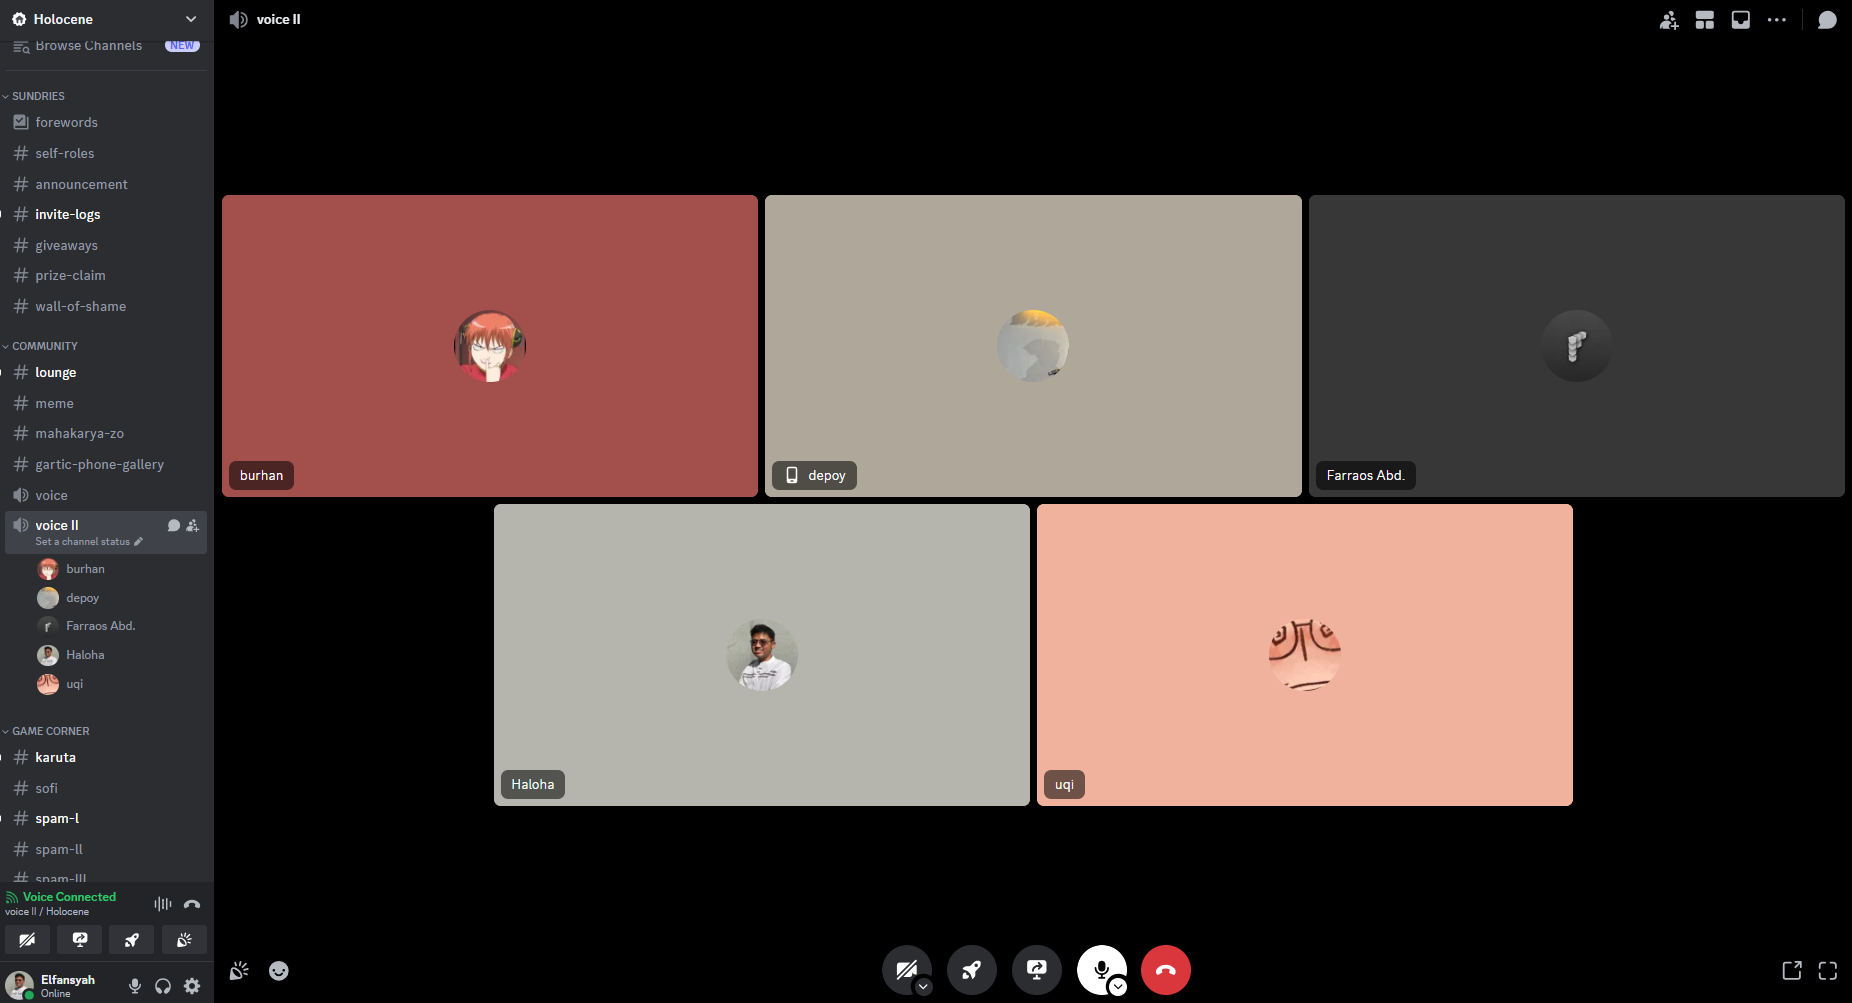 Holocene
Browse Channels
NEW
SUNDRIES
forewords
self-roles
announcement
invite-logs
giveaways
prize-claim
wall-of-shame
COMMUNITY
lounge
meme
mahakarya-zo
gartic-phone-gallery
voice
voice II
Set a channel status
burhan
depoy
Farraos Abd.
Haloha
uqi
GAME CORNER
karuta
sofi
spam-l
spam-ll
spam-III
Voice Connected
voice II / Holocene
Elfansyah
Online
voice II
burhan
depoy
Farraos Abd.
Haloha
uqi